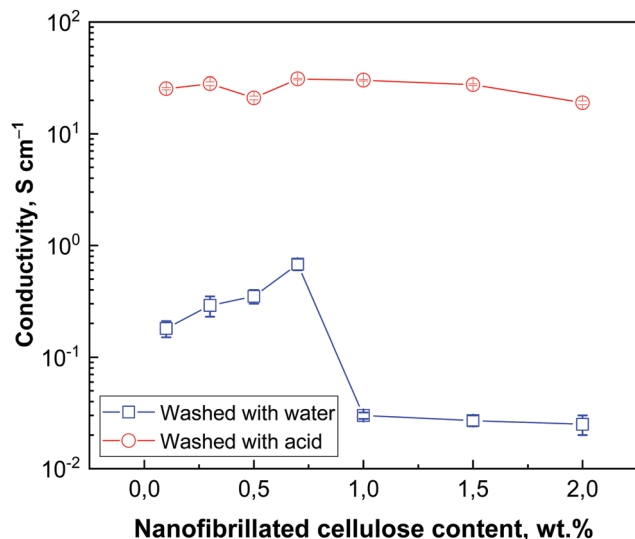 Conductivity, S cm⁻¹
10²
10¹
10⁰
10⁻¹
10⁻²
Washed with water
Washed with acid
0,0 0,5 1,0 1,5 2,0
Nanofibrillated cellulose content, wt.%